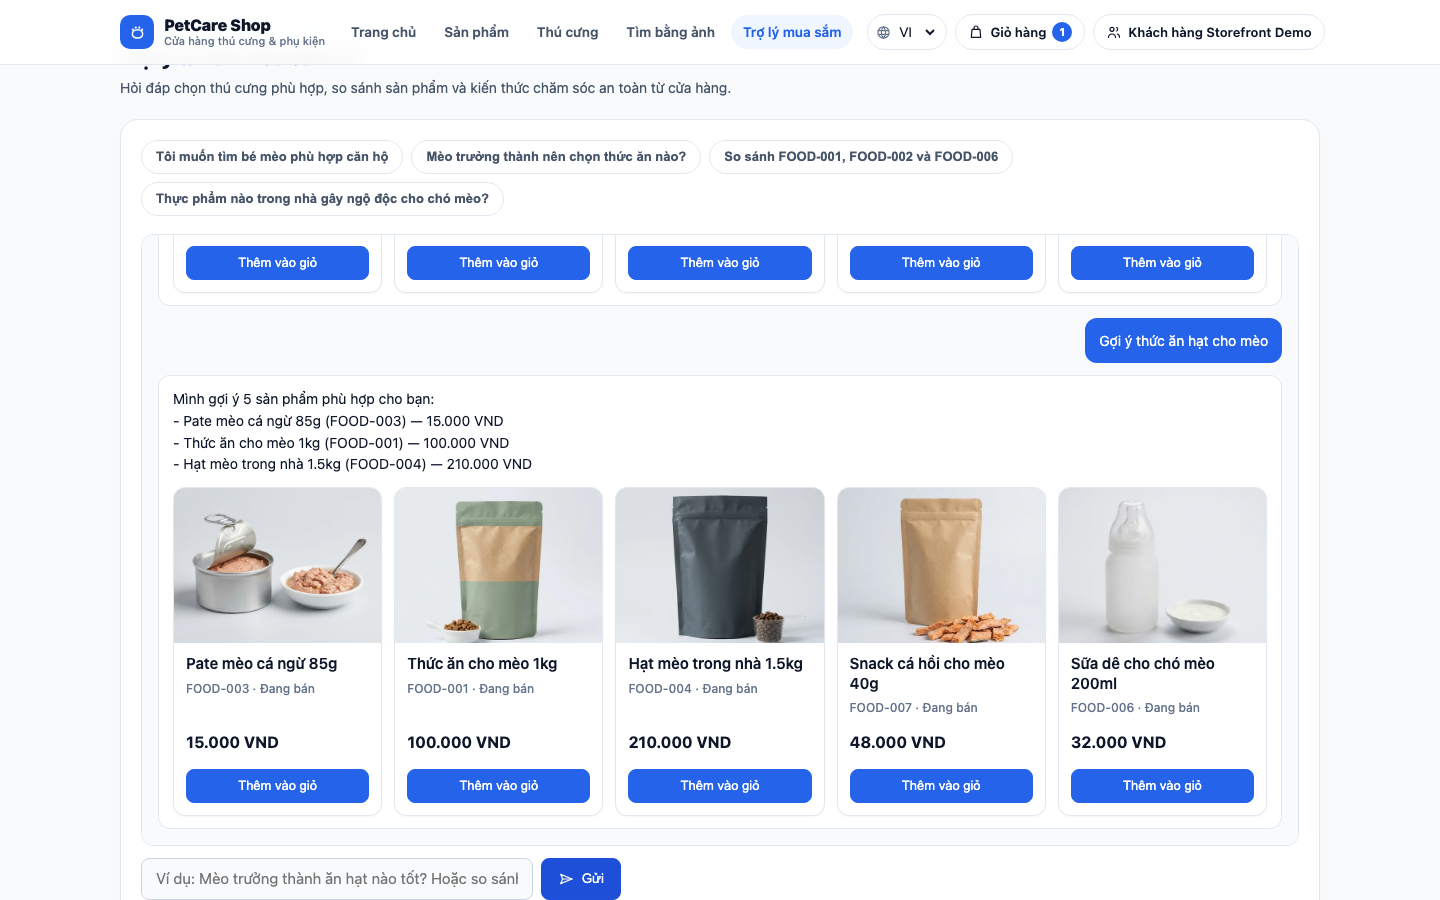 PetCare Shop
Cửa hàng thú cưng & phụ kiện
Trang chủ
Sản phẩm
Thú cưng
Tìm bằng ảnh
Trợ lý mua sắm
VI
Giỏ hàng 1
Khách hàng Storefront Demo
Hỏi đáp chọn thú cưng phù hợp, so sánh sản phẩm và kiến thức chăm sóc an toàn từ cửa hàng.
Tôi muốn tìm bé mèo phù hợp căn hộ
Mèo trưởng thành nên chọn thức ăn nào?
So sánh FOOD-001, FOOD-002 và FOOD-006
Thực phẩm nào trong nhà gây ngộ độc cho chó mèo?
Thêm vào giỏ
Thêm vào giỏ
Thêm vào giỏ
Thêm vào giỏ
Thêm vào giỏ
Gợi ý thức ăn hạt cho mèo
Mình gợi ý 5 sản phẩm phù hợp cho bạn:
- Pate mèo cá ngừ 85g (FOOD-003) — 15.000 VND
- Thức ăn cho mèo 1kg (FOOD-001) — 100.000 VND
- Hạt mèo trong nhà 1.5kg (FOOD-004) — 210.000 VND
Pate mèo cá ngừ 85g
FOOD-003 · Đang bán
15.000 VND
Thêm vào giỏ
Thức ăn cho mèo 1kg
FOOD-001 · Đang bán
100.000 VND
Thêm vào giỏ
Hạt mèo trong nhà 1.5kg
FOOD-004 · Đang bán
210.000 VND
Thêm vào giỏ
Snack cá hồi cho mèo
40g
FOOD-007 · Đang bán
48.000 VND
Thêm vào giỏ
Sữa dê cho chó mèo
200ml
FOOD-006 · Đang bán
32.000 VND
Thêm vào giỏ
Ví dụ: Mèo trưởng thành ăn hạt nào tốt? Hoặc so sánh
Gửi